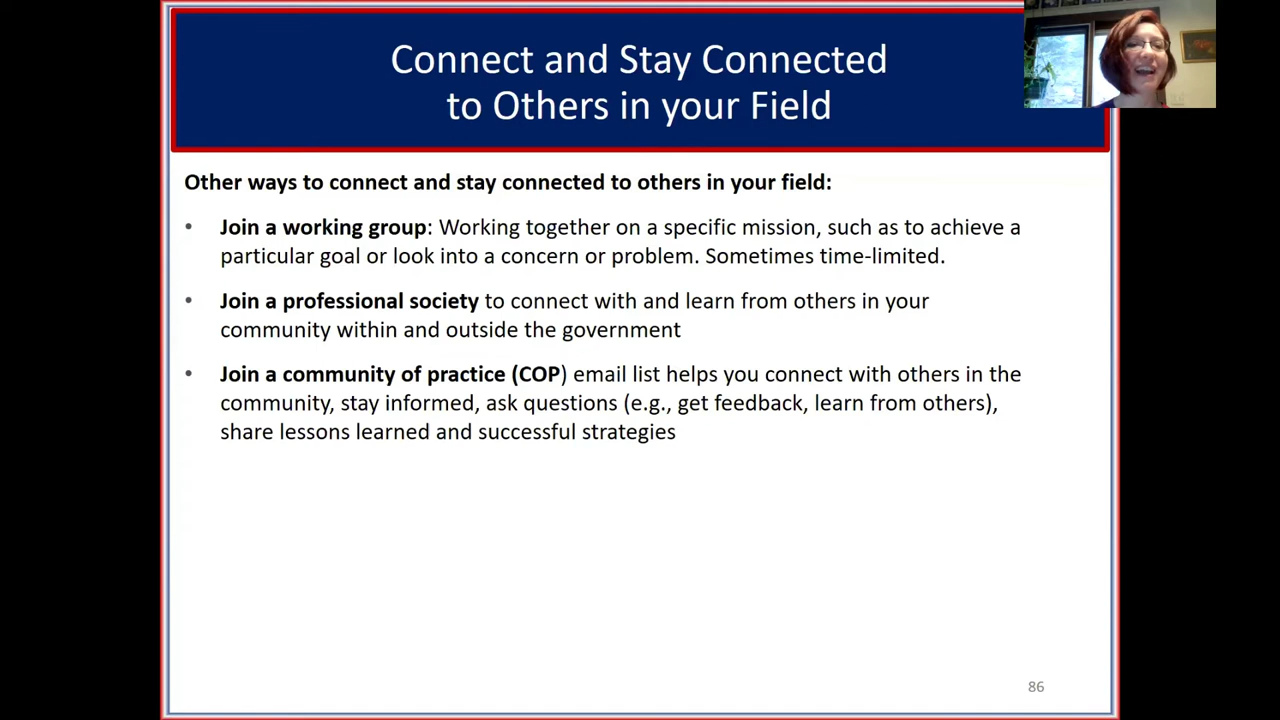 Connect and Stay Connected
to Others in your Field
Other ways to connect and stay connected to others in your field:
• Join a working group: Working together on a specific mission, such as to achieve a
particular goal or look into a concern or problem. Sometimes time-limited.
• Join a professional society to connect with and learn from others in your
community within and outside the government
• Join a community of practice (COP) email list helps you connect with others in the
community, stay informed, ask questions (e.g., get feedback, learn from others),
share lessons learned and successful strategies
86